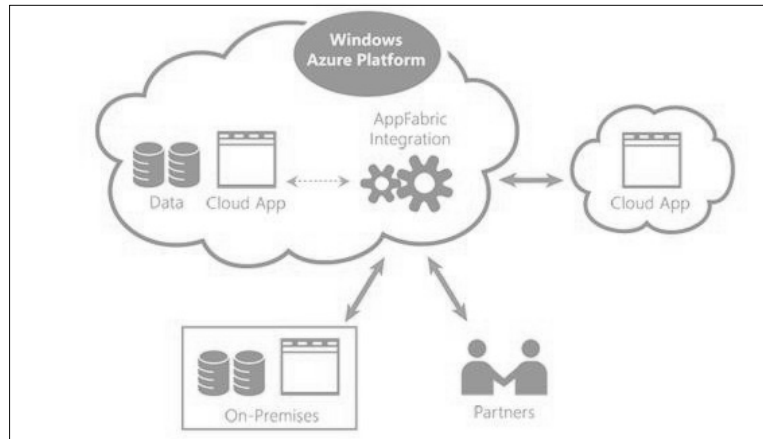 Windows
Azure Platform
AppFabric
Integration
Data
Cloud App
Cloud App
On-Premises
Partners